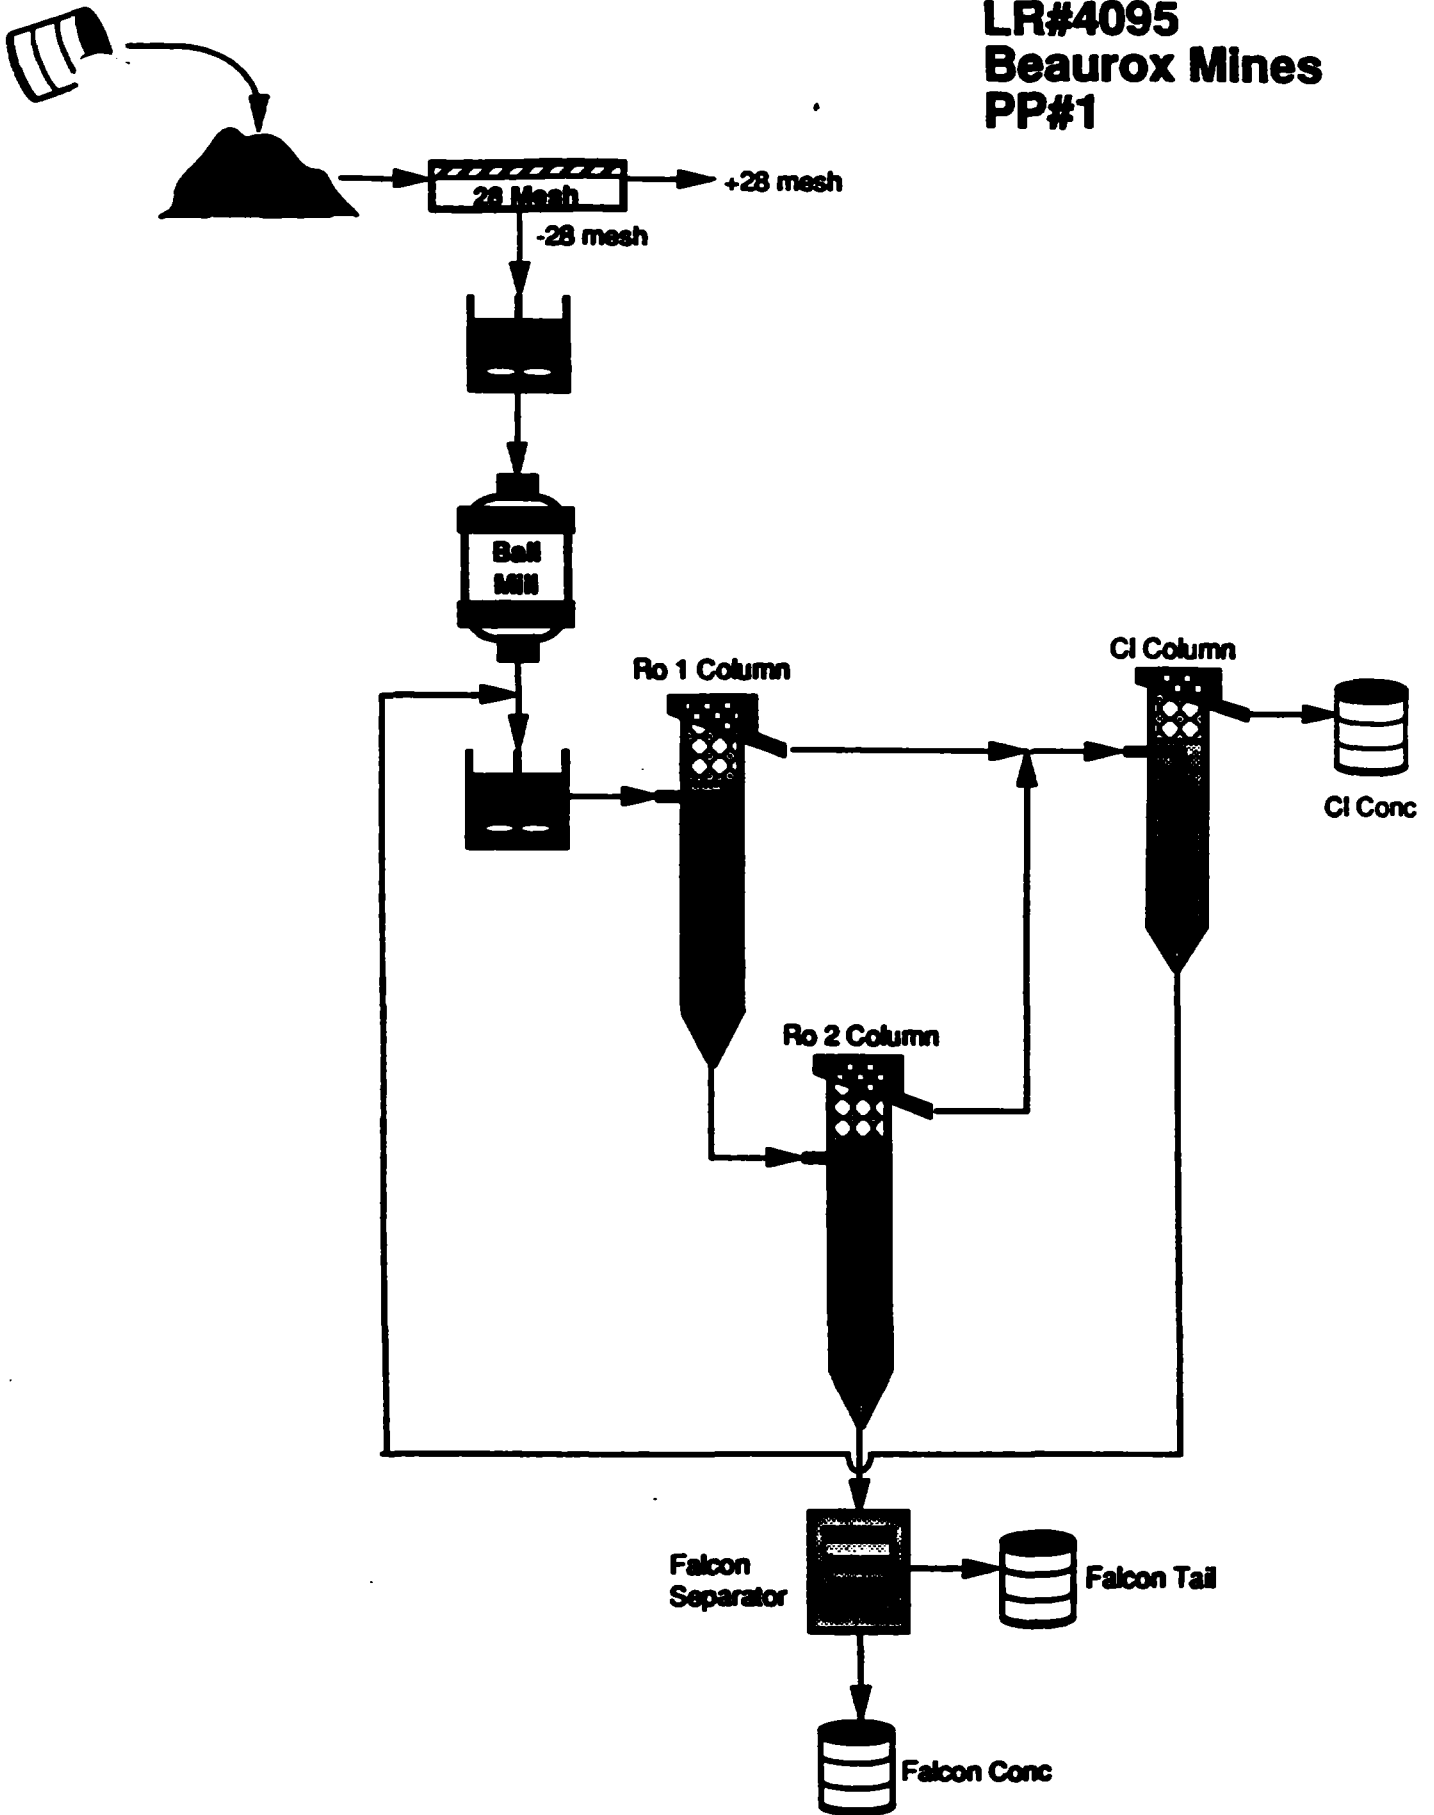 LR#4095
Beaurox Mines
PP#1
28 Mesh
+28 mesh
-28 mesh
Ball
Mill
Ro 1 Column
Cl Column
Cl Conc
Ro 2 Column
Falcon
Separator
Falcon Tail
Falcon Conc